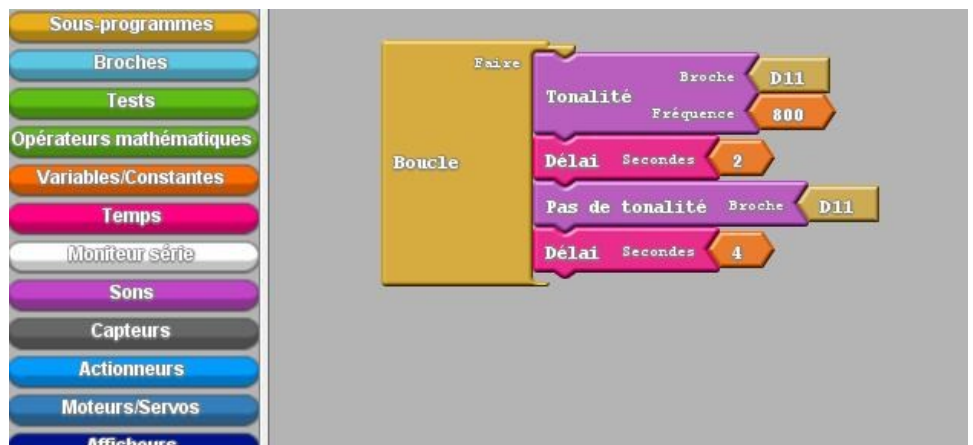 Sous-programmes
Broches
Tests
Opérateurs mathématiques
Variables/Constantes
Temps
Moniteur série
Sons
Capteurs
Actionneurs
Moteurs/Servos
Afficheurs
Boucle
Faire
Tonalité
Broche D11
Fréquence 800
Délai Secondes 2
Pas de tonalité Broche D11
Délai Secondes 4